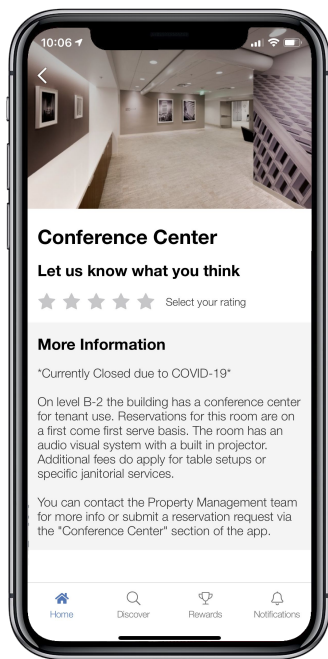 10:06
Conference Center
Let us know what you think
Select your rating
More Information
*Currently Closed due to COVID-19*
On level B-2 the building has a conference center
for tenant use. Reservations for this room are on
a first come first serve basis. The room has an
audio visual system with a built in projector.
Additional fees do apply for table setups or
specific janitorial services.
You can contact the Property Management team
for more info or submit a reservation request via
the "Conference Center" section of the app.
Home
Discover
Rewards
Notifications